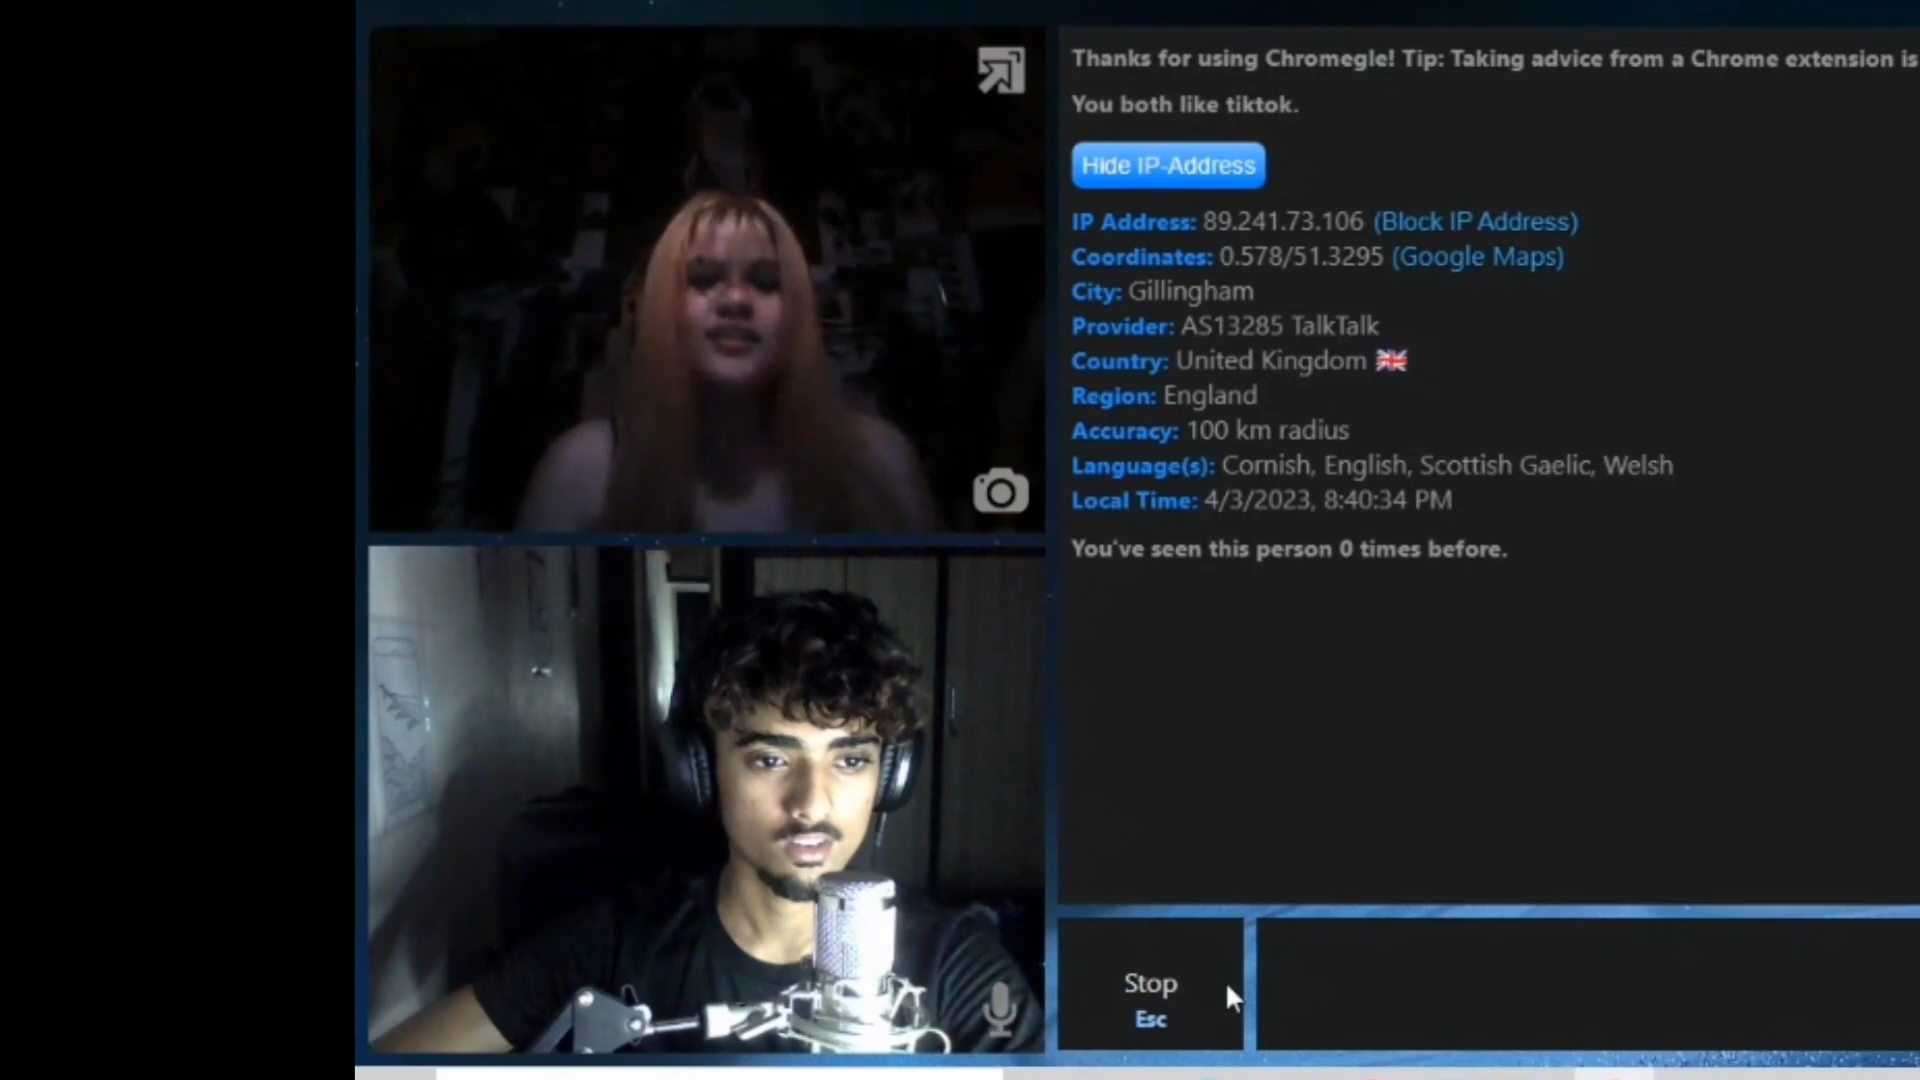 Thanks for using Chromegle! Tip: Taking advice from a Chrome extension is
You both like tiktok.
Hide IP-Address
IP Address: 89.241.73.106 (Block IP Address)
Coordinates: 0.578/51.3295 (Google Maps)
City: Gillingham
Provider: AS13285 TalkTalk
Country: United Kingdom 🇬🇧
Region: England
Accuracy: 100 km radius
Language(s): Cornish, English, Scottish Gaelic, Welsh
Local Time: 4/3/2023, 8:40:34 PM
You've seen this person 0 times before.
Stop
Esc